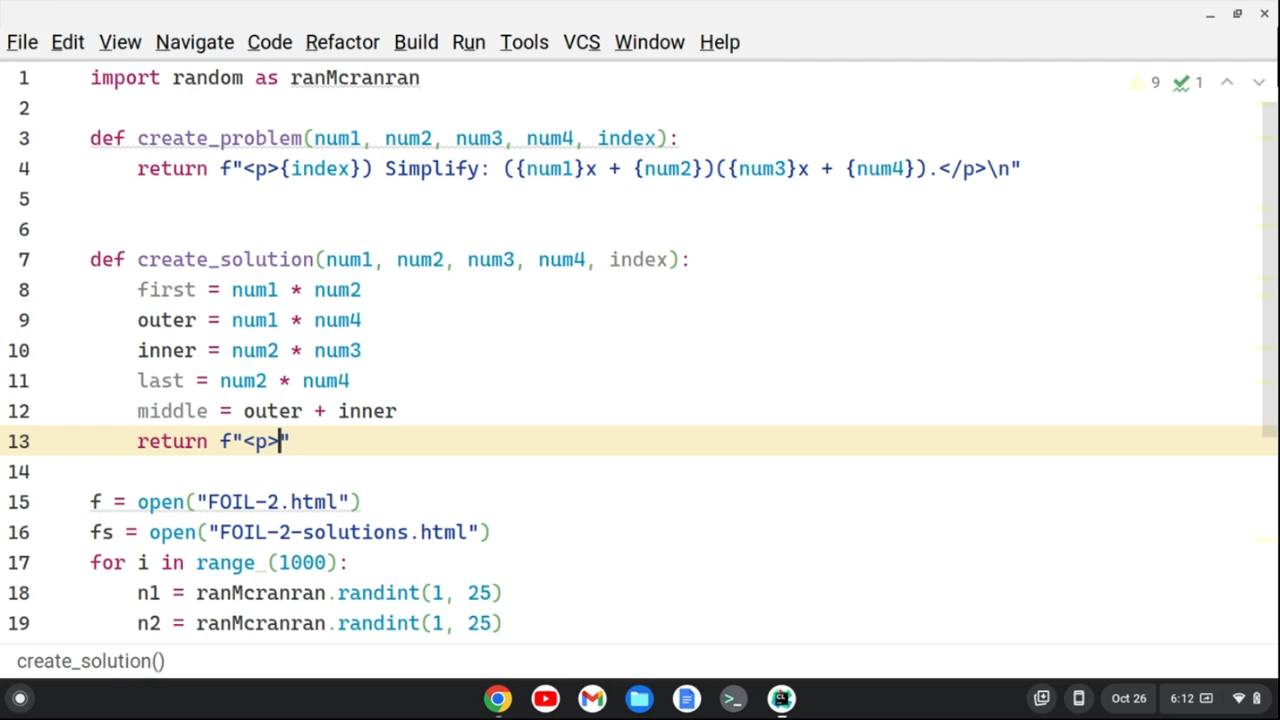 File Edit View Navigate Code Refactor Build Run Tools VCS Window Help
1 import random as ranMcranran 9 1
2
3 def create_problem(num1, num2, num3, num4, index):
4 return f"<p>{index}) Simplify: ({num1}x + {num2})({num3}x + {num4}).</p>\n"
5
6
7 def create_solution(num1, num2, num3, num4, index):
8 first = num1 * num2
9 outer = num1 * num4
10 inner = num2 * num3
11 last = num2 * num4
12 middle = outer + inner
13 return f"<p>"
14
15 f = open("FOIL-2.html")
16 fs = open("FOIL-2-solutions.html")
17 for i in range (1000):
18 n1 = ranMcranran.randint(1, 25)
19 n2 = ranMcranran.randint(1, 25)
create_solution()
CL Oct 26 6:12